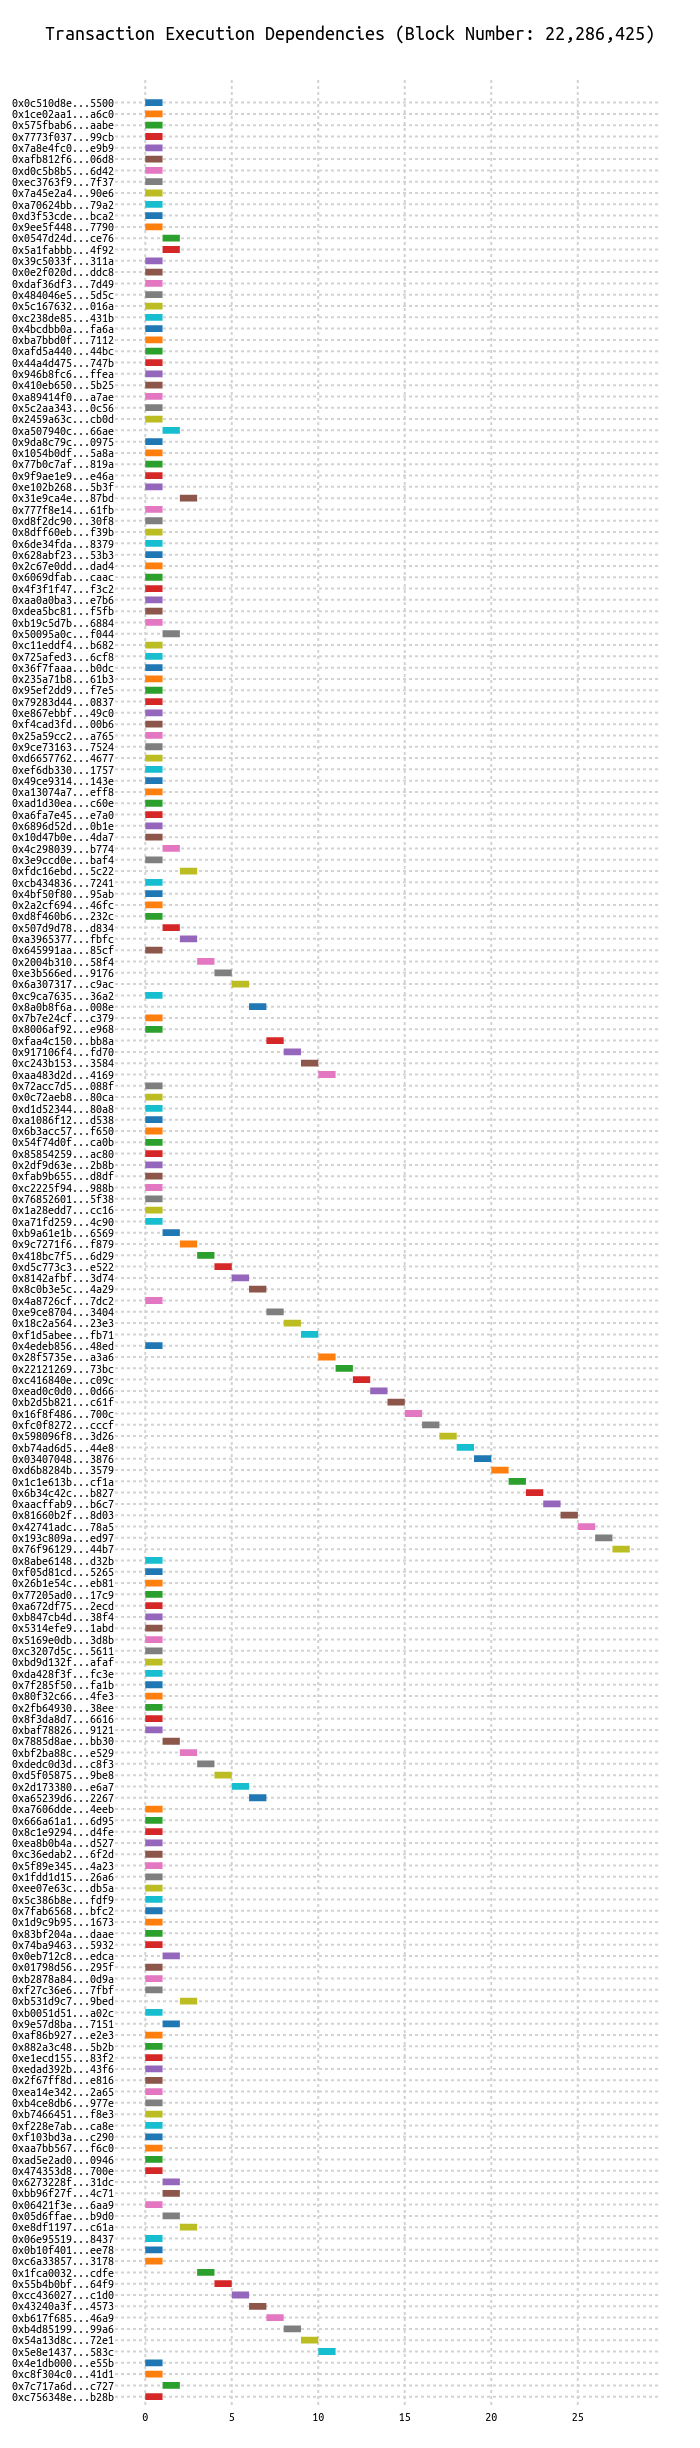 Transaction Execution Dependencies (Block Number: 22,286,425)
0x0c510d8e...5500
0x1ce02aa1...a6c0
0x575fbab6...aabe
0x7773f037...99cb
0x7a8e4fc0...e9b9
0xafb812f6...06d8
0xd0c5b8b5...6d42
0xec3763f9...7f37
0x7a45e2a4...90e6
0xa70624bb...79a2
0xd3f53cde...bca2
0x9ee5f448...7790
0x0547d24d...ce76
0x5a1fabbb...4f92
0x39c5033f...311a
0x0e2f020d...ddc8
0xdaf36df3...7d49
0x484046e5...5d5c
0x5c167632...016a
0xc238de85...431b
0x4bcdbb0a...fa6a
0xba7bbd0f...7112
0xafd5a440...44bc
0x44a4d475...747b
0x946b8fc6...ffea
0x410eb650...5b25
0xa89414f0...a7ae
0x5c2aa343...0c56
0x2459a63c...cb0d
0xa507940c...66ae
0x9da8c79c...0975
0x1054b0df...5a8a
0x77b0c7af...819a
0x9f9ae1e9...e46a
0xe102b268...5b3f
0x31e9ca4e...87bd
0x777f8e14...61fb
0xd8f2dc90...30f8
0x8dff60eb...f39b
0x6de34fda...8379
0x628abf23...53b3
0x2c67e0dd...dad4
0x6069dfab...caac
0x4f3f1f47...f3c2
0xaa0a0ba3...e7b6
0xdea5bc81...f5fb
0xb19c5d7b...6884
0x50095a0c...f044
0xc11eddf4...b682
0x725afed3...6cf8
0x36f7faaa...b0dc
0x235a71b8...61b3
0x95ef2dd9...f7e5
0x79283d44...0837
0xe867ebbf...49c0
0xf4cad3fd...00b6
0x25a59cc2...a765
0x9ce73163...7524
0xd6657762...4677
0xef6db330...1757
0x49ce9314...143e
0xa13074a7...eff8
0xad1d30ea...c60e
0xa6fa7e45...e7a0
0x6896d52d...0b1e
0x10d47b0e...4da7
0x4c298039...b774
0x3e9ccd0e...baf4
0xfdc16ebd...5c22
0xcb434836...7241
0x4bf50f80...95ab
0x2a2cf694...46fc
0xd8f460b6...232c
0x507d9d78...d834
0xa3965377...fbfc
0x645991aa...85cf
0x2004b310...58f4
0xe3b566ed...9176
0x6a307317...c9ac
0xc9ca7635...36a2
0x8a0b8f6a...008e
0x7b7e24cf...c379
0x8006af92...e968
0xfaa4c150...bb8a
0x917106f4...fd70
0xc243b153...3584
0xaa483d2d...4169
0x72acc7d5...088f
0x0c72aeb8...80ca
0xd1d52344...80a8
0xa1086f12...d538
0x6b3acc57...f650
0x54f74d0f...ca0b
0x85854259...ac80
0x2df9d63e...2b8b
0xfab9b655...d8df
0xc2225f94...988b
0x76852601...5f38
0x1a28edd7...cc16
0xa71fd259...4c90
0xb9a61e1b...6569
0x9c7271f6...f879
0x418bc7f5...6d29
0xd5c773c3...e522
0x8142afbf...3d74
0x8c0b3e5c...4a29
0x4a8726cf...7dc2
0xe9ce8704...3404
0x18c2a564...23e3
0xf1d5abee...fb71
0x4edeb856...48ed
0x28f5735e...a3a6
0x22121269...73bc
0xc416840e...c09c
0xead0c0d0...0d66
0xb2d5b821...c61f
0x16f8f486...700c
0xfc0f8272...cccf
0x598096f8...3d26
0xb74ad6d5...44e8
0x03407048...3876
0xd6b8284b...3579
0x1c1e613b...cf1a
0x6b34c42c...b827
0xaacffab9...b6c7
0x81660b2f...8d03
0x42741adc...78a5
0x193c809a...ed97
0x76f96129...44b7
0x8abe6148...d32b
0xf05d81cd...5265
0x26b1e54c...eb81
0x77205ad0...17c9
0xa672df75...2ecd
0xb847cb4d...38f4
0x5314efe9...1abd
0x5169e0db...3d8b
0xc3207d5c...5611
0xbd9d132f...afaf
0xda428f3f...fc3e
0x7f285f50...fa1b
0x80f32c66...4fe3
0x2fb64930...38ee
0x8f3da8d7...6616
0xbaf78826...9121
0x7885d8ae...bb30
0xbf2ba88c...e529
0xdedc0d3d...c8f3
0xd5f05875...9be8
0x2d173380...e6a7
0xa65239d6...2267
0xa7606dde...4eeb
0x666a61a1...6d95
0x8c1e9294...d4fe
0xea8b0b4a...d527
0xc36edab2...6f2d
0x5f89e345...4a23
0x1fdd1d15...26a6
0xee07e63c...db5a
0x5c386b8e...fdf9
0x7fab6568...bfc2
0x1d9c9b95...1673
0x83bf204a...daae
0x74ba9463...5932
0x0eb712c8...edca
0x01798d56...295f
0xb2878a84...0d9a
0xf27c36e6...7fbf
0xb531d9c7...9bed
0xb0051d51...a02c
0x9e57d8ba...7151
0xaf86b927...e2e3
0x882a3c48...5b2b
0xe1ecd155...83f2
0xedad392b...43f6
0x2f67ff8d...e816
0xea14e342...2a65
0xb4ce8db6...977e
0xb7466451...f8e3
0xf228e7ab...ca8e
0xf103bd3a...c290
0xaa7bb567...f6c0
0xad5e2ad0...0946
0x474353d8...700e
0x6273228f...31dc
0xbb96f27f...4c71
0x06421f3e...6aa9
0x05d6ffae...b9d0
0xe8df1197...c61a
0x06e95519...8437
0x0b10f401...ee78
0xc6a33857...3178
0x1fca0032...cdfe
0x55b4b0bf...64f9
0xcc436027...c1d0
0x43240a3f...4573
0xb617f685...46a9
0xb4d85199...99a6
0x54a13d8c...72e1
0x5e8e1437...583c
0x4e1db000...e55b
0xc8f304c0...41d1
0x7c717a6d...c727
0xc756348e...b28b
0 5 10 15 20 25